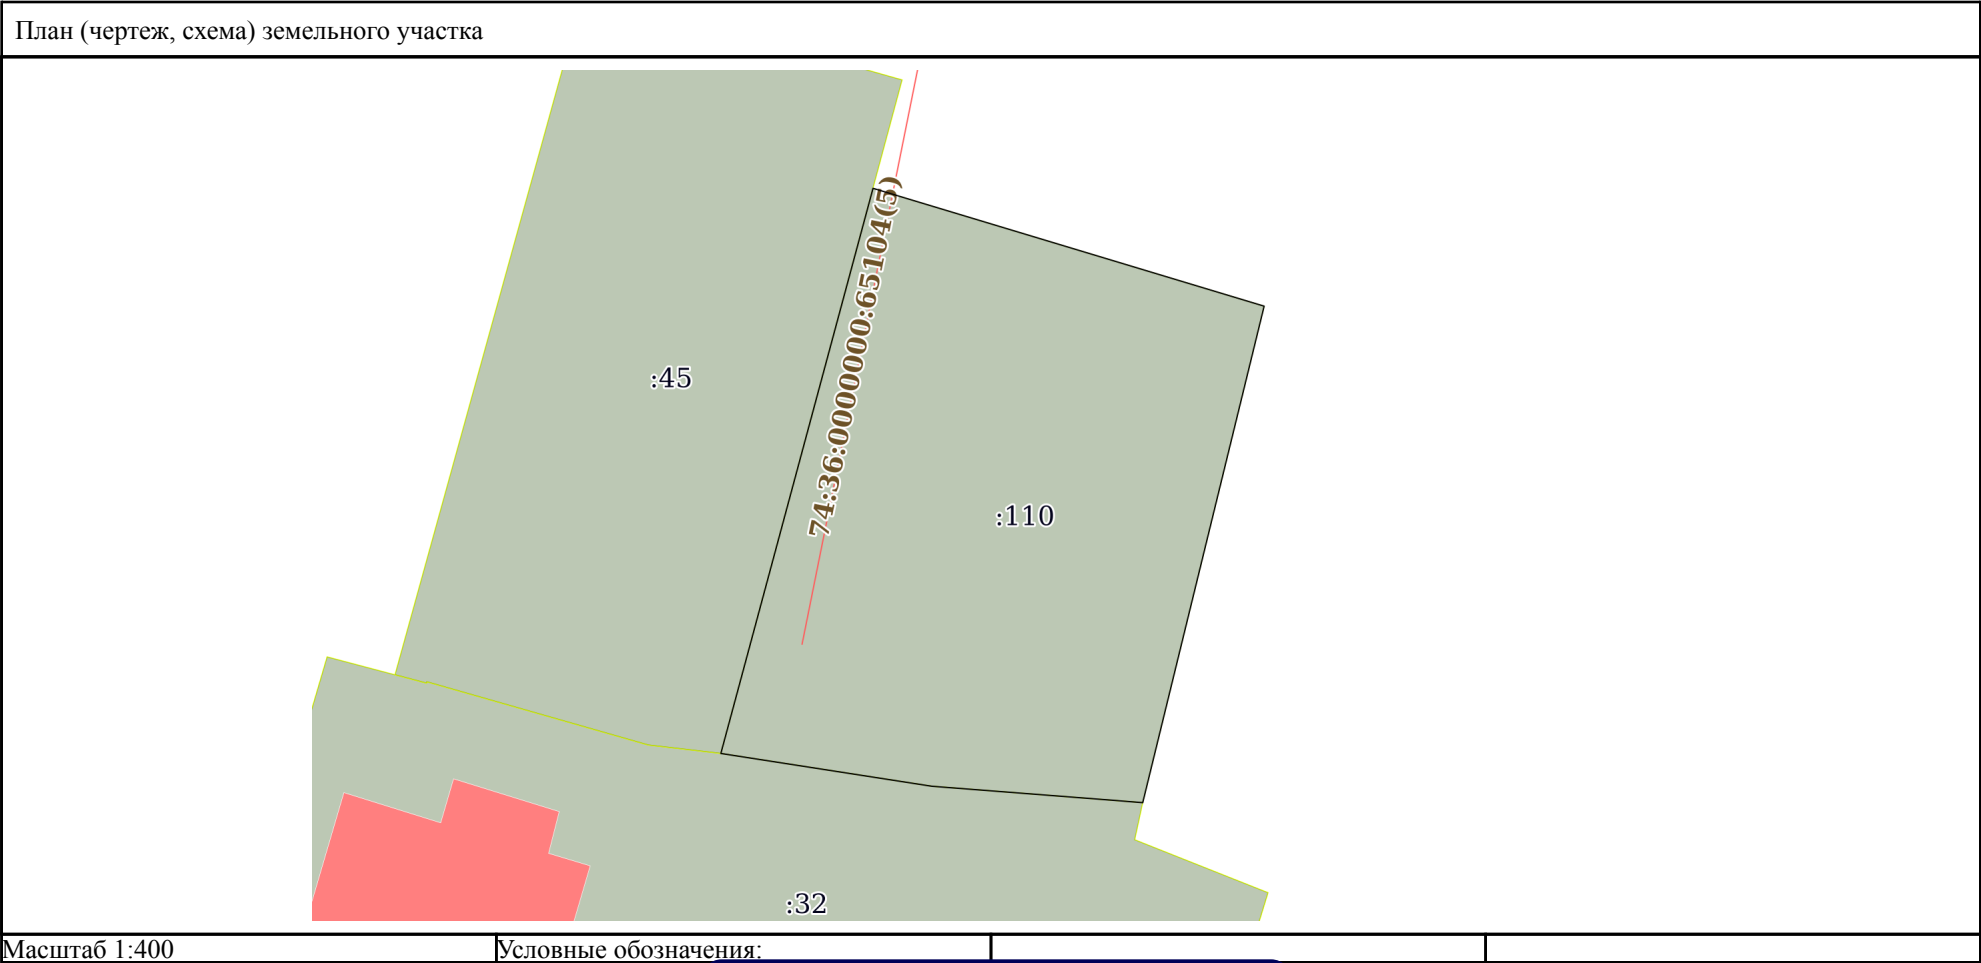 План (чертеж, схема) земельного участка
74:36:0000000:65104(5)
:45
:110
:32
Масштаб 1:400
Условные обозначения: